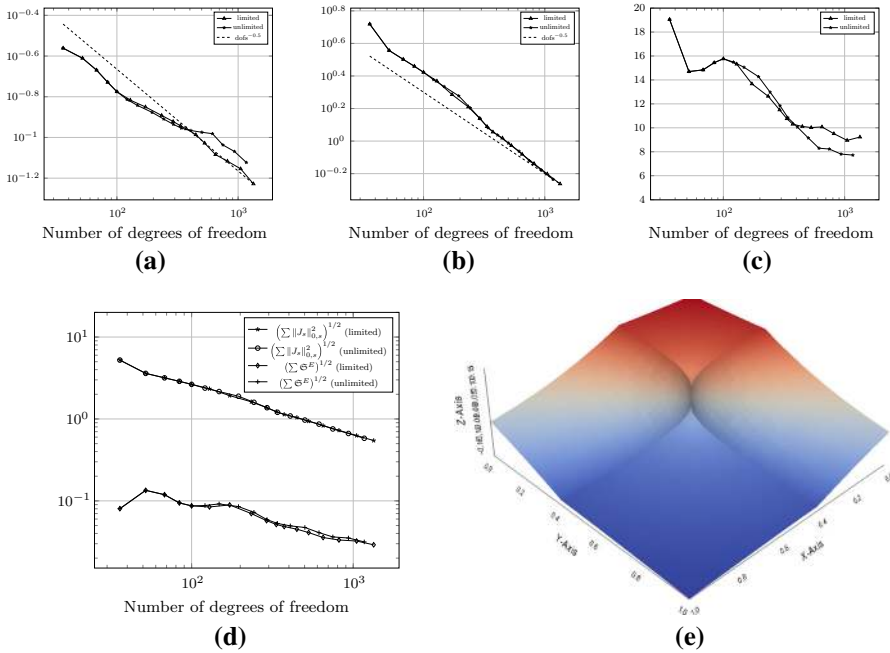 10^−0.4
10^−0.6
10^−0.8
10^−1
10^−1.2
10^2
10^3
limited
unlimited
dofs^−0.5
Number of degrees of freedom
(a)
10^0.8
10^0.6
10^0.4
10^0.2
10^0
10^−0.2
10^2
10^3
limited
unlimited
dofs^−0.5
Number of degrees of freedom
(b)
20
18
16
14
12
10
8
6
4
10^2
10^3
limited
unlimited
Number of degrees of freedom
(c)
10^1
10^0
10^−1
10^2
10^3
(∑ ‖J_s‖²_{0,s})^{1/2} (limited)
(∑ ‖J_s‖²_{0,s})^{1/2} (unlimited)
(∑ 𝔖^E)^{1/2} (limited)
(∑ 𝔖^E)^{1/2} (unlimited)
Number of degrees of freedom
(d)
Z-Axis
0.0
0.2
0.4
0.6
0.8
Y-Axis
1.0
1.0
0.8
0.6
0.4
0.2
X-Axis
(e)